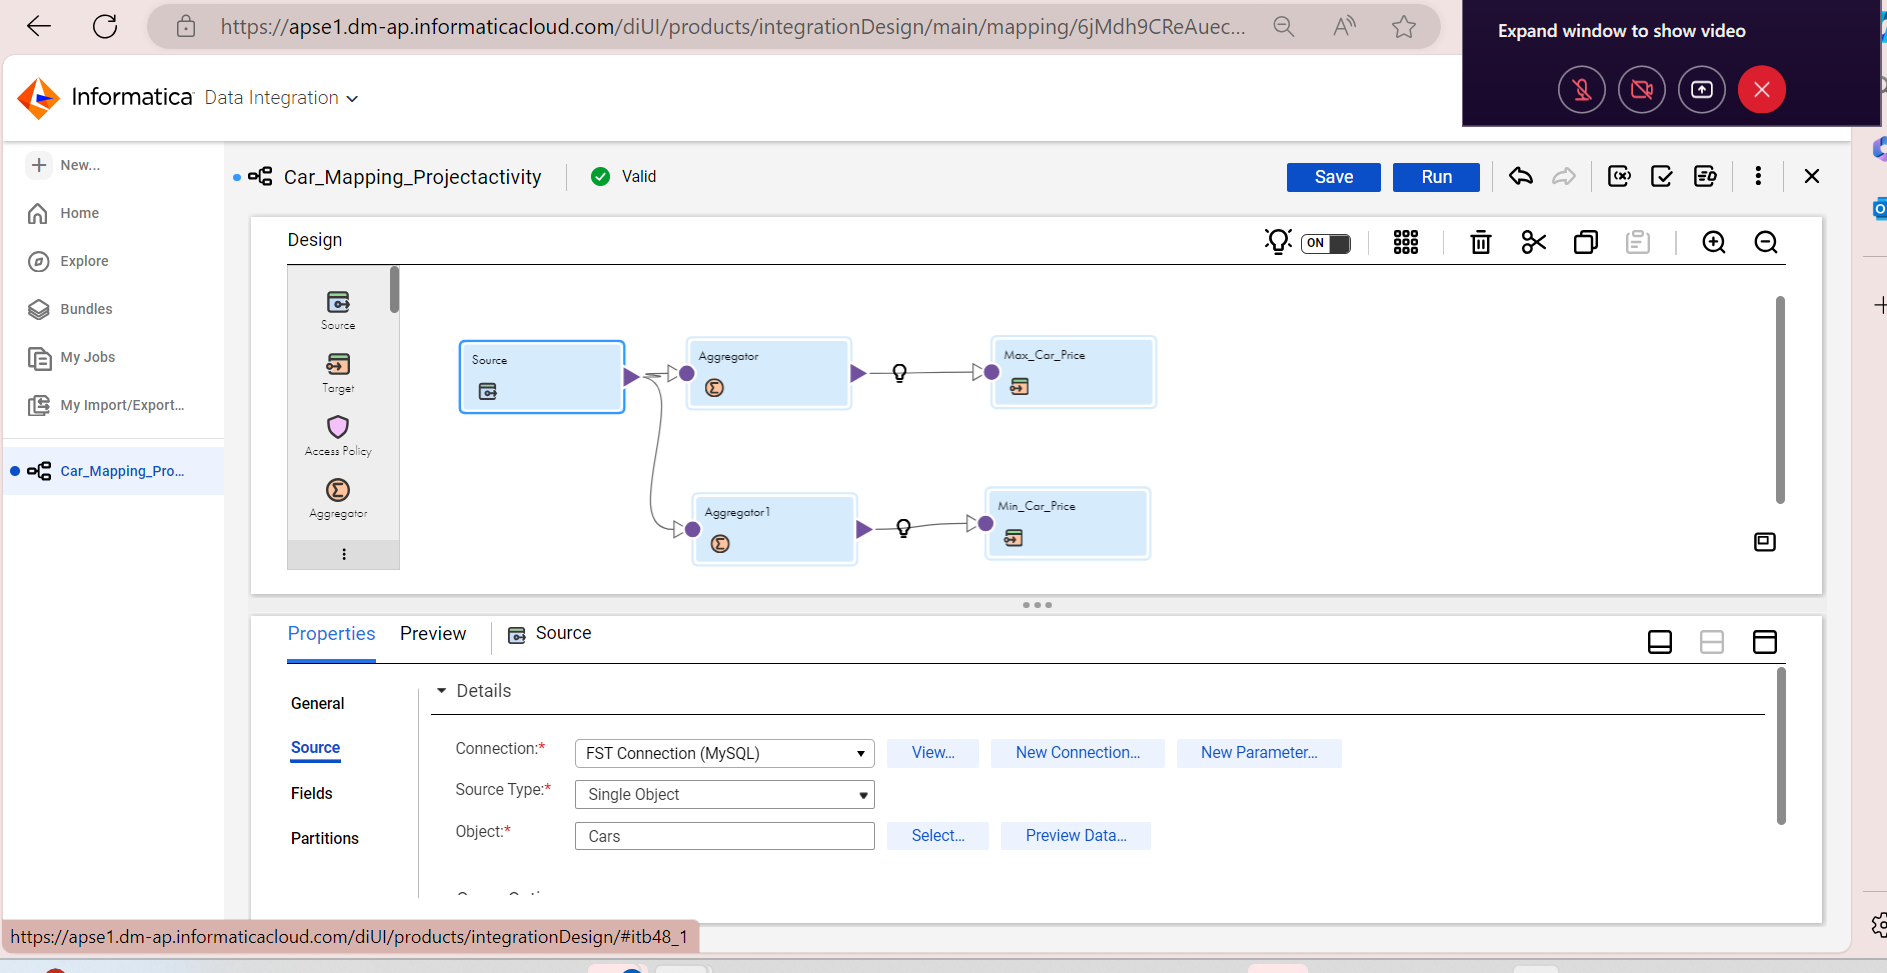 https://apse1.dm-ap.informaticacloud.com/diUI/products/integrationDesign/main/mapping/6jMdh9CReAuec...
Expand window to show video
Informatica Data Integration
New...
Home
Explore
Bundles
My Jobs
My Import/Export...
Car_Mapping_Pro...
Car_Mapping_Projectactivity
Valid
Save
Run
Design
ON
Source
Target
Access Policy
Aggregator
Source
Aggregator
Max_Car_Price
Aggregator1
Min_Car_Price
Properties
Preview
Source
General
Source
Fields
Partitions
Details
Connection:*
FST Connection (MySQL)
View...
New Connection...
New Parameter...
Source Type:*
Single Object
Object:*
Cars
Select...
Preview Data...
https://apse1.dm-ap.informaticacloud.com/diUI/products/integrationDesign/#itb48_1